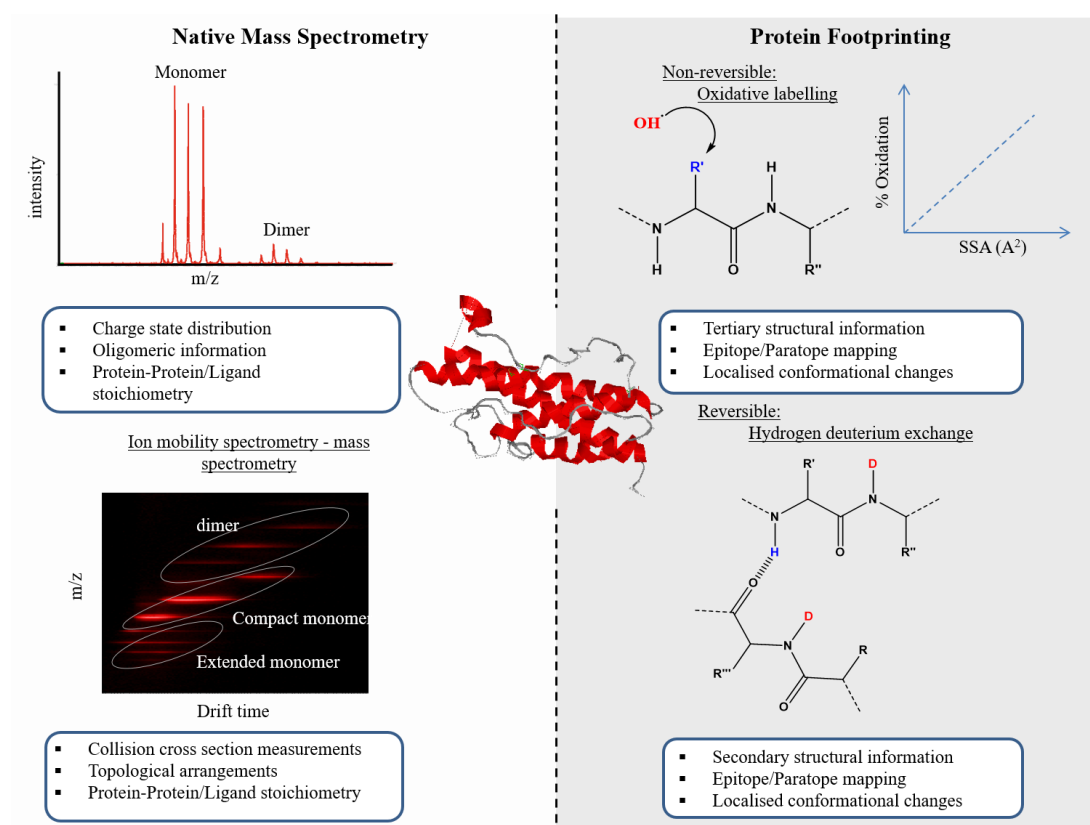 Native Mass Spectrometry
Monomer
Dimer
intensity
m/z
▪ Charge state distribution
▪ Oligomeric information
▪ Protein-Protein/Ligand
stoichiometry
Ion mobility spectrometry - mass
spectrometry
dimer
Compact monomer
Extended monomer
m/z
Drift time
▪ Collision cross section measurements
▪ Topological arrangements
▪ Protein-Protein/Ligand stoichiometry
Protein Footprinting
Non-reversible:
Oxidative labelling
OH·
R'
H
N
N
H
O
R''
% Oxidation
SSA (A²)
▪ Tertiary structural information
▪ Epitope/Paratope mapping
▪ Localised conformational changes
Reversible:
Hydrogen deuterium exchange
R'
D
N
N
H
O
R''
O
D
N
R
R'''
O
▪ Secondary structural information
▪ Epitope/Paratope mapping
▪ Localised conformational changes